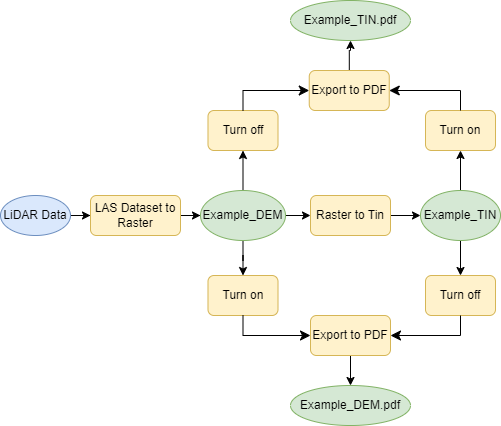 Example_TIN.pdf
Export to PDF
Turn off
Turn on
LiDAR Data
LAS Dataset to
Raster
Example_DEM
Raster to Tin
Example_TIN
Turn on
Turn off
Export to PDF
Example_DEM.pdf